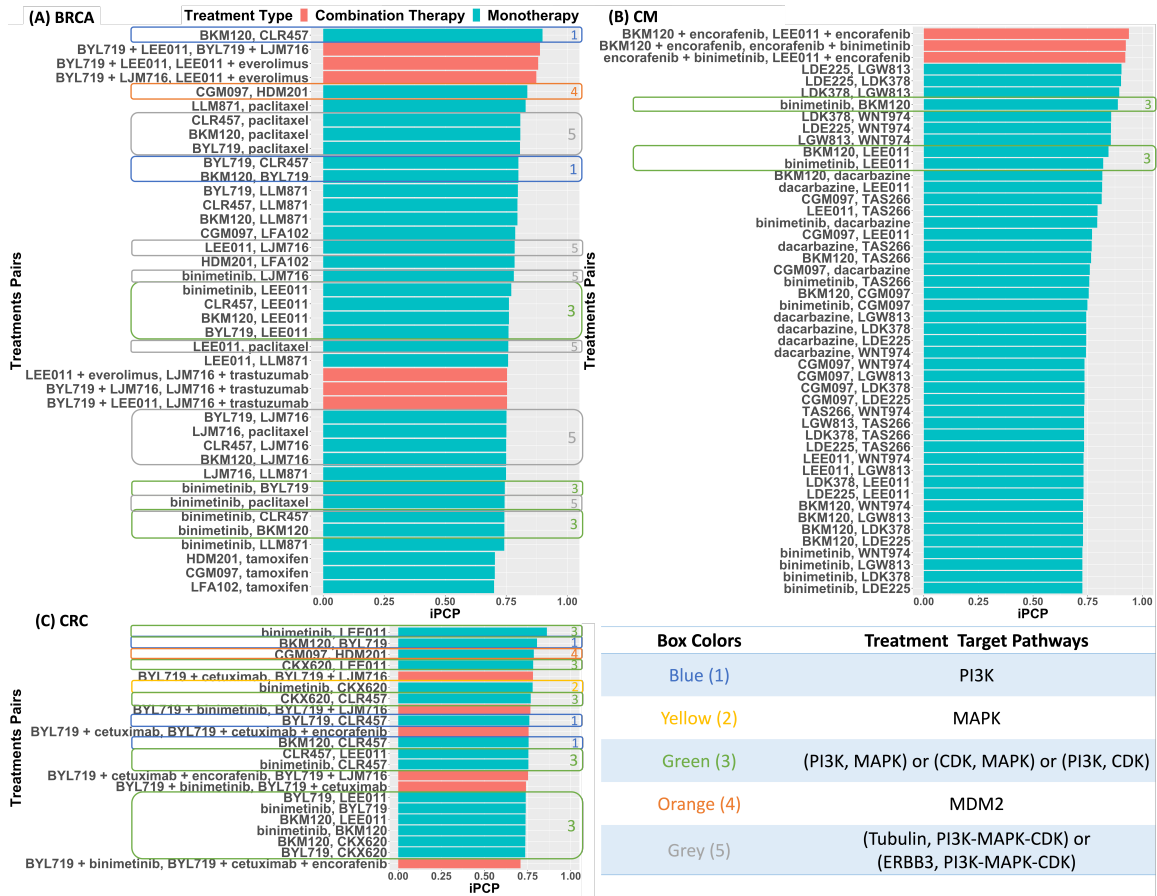 (A) BRCA
Treatment Type Combination Therapy Monotherapy
Treatments Pairs
BKM120, CLR457 1
BYL719 + LEE011, BYL719 + LJM716
BYL719 + LEE011, LEE011 + everolimus
BYL719 + LJM716, LEE011 + everolimus
CGM097, HDM201 4
LLM871, paclitaxel
CLR457, paclitaxel
BKM120, paclitaxel 5
BYL719, paclitaxel
BYL719, CLR457 1
BKM120, BYL719
BYL719, LLM871
CLR457, LLM871
BKM120, LLM871
CGM097, LFA102
LEE011, LJM716 5
HDM201, LFA102
binimetinib, LJM716 5
binimetinib, LEE011
CLR457, LEE011 3
BKM120, LEE011
BYL719, LEE011
LEE011, paclitaxel 5
LEE011, LLM871
LEE011 + everolimus, LJM716 + trastuzumab
BYL719 + LJM716, LJM716 + trastuzumab
BYL719 + LEE011, LJM716 + trastuzumab
BYL719, LJM716
LJM716, paclitaxel 5
CLR457, LJM716
BKM120, LJM716
LJM716, LLM871
binimetinib, BYL719 3
binimetinib, paclitaxel 5
binimetinib, CLR457 3
binimetinib, BKM120
binimetinib, LLM871
HDM201, tamoxifen
CGM097, tamoxifen
LFA102, tamoxifen
0.00 0.25 0.50 0.75 1.00
iPCP
(B) CM
Treatments Pairs
BKM120 + encorafenib, LEE011 + encorafenib
BKM120 + encorafenib, encorafenib + binimetinib
encorafenib + binimetinib, LEE011 + encorafenib
LDE225, LGW813
LDE225, LDK378
LDK378, LGW813
binimetinib, BKM120 3
LDK378, WNT974
LDE225, WNT974
LGW813, WNT974
BKM120, LEE011 3
binimetinib, LEE011
BKM120, dacarbazine
dacarbazine, LEE011
CGM097, TAS266
LEE011, TAS266
binimetinib, dacarbazine
CGM097, LEE011
dacarbazine, TAS266
BKM120, TAS266
CGM097, dacarbazine
binimetinib, TAS266
BKM120, CGM097
binimetinib, CGM097
dacarbazine, LGW813
dacarbazine, LDK378
dacarbazine, LDE225
dacarbazine, WNT974
CGM097, WNT974
CGM097, LGW813
CGM097, LDK378
CGM097, LDE225
TAS266, WNT974
LGW813, TAS266
LDK378, TAS266
LDE225, TAS266
LEE011, WNT974
LEE011, LGW813
LDK378, LEE011
LDE225, LEE011
BKM120, WNT974
BKM120, LGW813
BKM120, LDK378
BKM120, LDE225
binimetinib, WNT974
binimetinib, LGW813
binimetinib, LDK378
binimetinib, LDE225
0.00 0.25 0.50 0.75 1.00
iPCP
(C) CRC
Treatments Pairs
binimetinib, LEE011 3
BKM120, BYL719 1
CGM097, HDM201 4
CKX620, LEE011 3
BYL719 + cetuximab, BYL719 + LJM716
binimetinib, CKX620 2
CKX620, CLR457 3
BYL719 + binimetinib, BYL719 + LJM716
BYL719, CLR457 1
BYL719 + cetuximab, BYL719 + cetuximab + encorafenib
BKM120, CLR457 1
CLR457, LEE011 3
binimetinib, CLR457
BYL719 + cetuximab + encorafenib, BYL719 + LJM716
BYL719 + binimetinib, BYL719 + cetuximab
BYL719, LEE011
binimetinib, BYL719
BKM120, LEE011 3
binimetinib, BKM120
BKM120, CKX620
BYL719, CKX620
BYL719 + binimetinib, BYL719 + cetuximab + encorafenib
0.00 0.25 0.50 0.75 1.00
iPCP
Box Colors Treatment Target Pathways
Blue (1) PI3K
Yellow (2) MAPK
Green (3) (PI3K, MAPK) or (CDK, MAPK) or (PI3K, CDK)
Orange (4) MDM2
Grey (5) (Tubulin, PI3K-MAPK-CDK) or
(ERBB3, PI3K-MAPK-CDK)